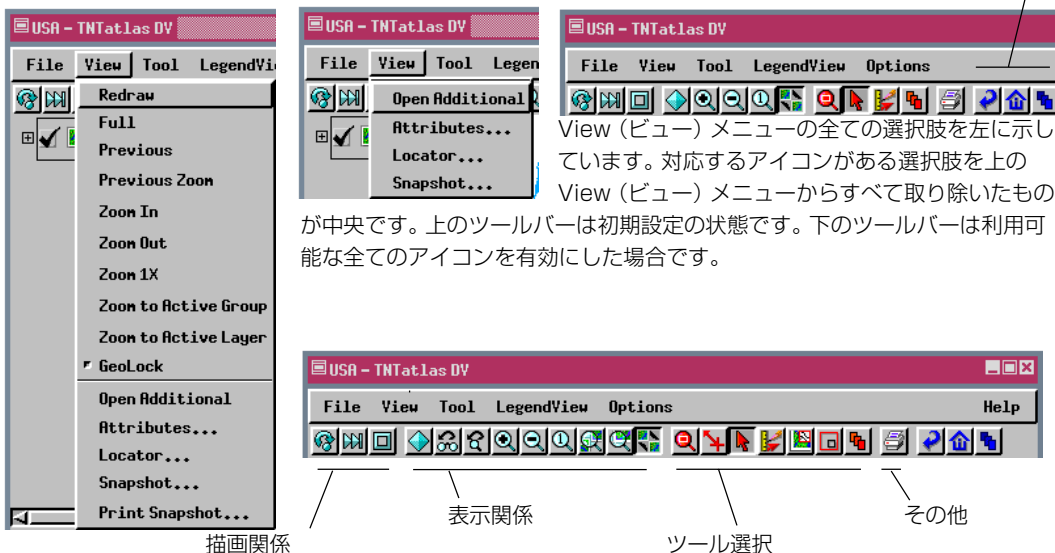 USA – TNTatlas DV
File View Tool LegendVi
Redraw
Full
Previous
Previous Zoom
Zoom In
Zoom Out
Zoom 1X
Zoom to Active Group
Zoom to Active Layer
GeoLock
Open Additional
Attributes...
Locator...
Snapshot...
Print Snapshot...
USA – TNTatlas DV
File View Tool Legen
Open Additional
Attributes...
Locator...
Snapshot...
USA – TNTatlas DV
File View Tool LegendView Options
View（ビュー）メニューの全ての選択肢を左に示し
ています。対応するアイコンがある選択肢を上の
View（ビュー）メニューからすべて取り除いたもの
が中央です。上のツールバーは初期設定の状態です。下のツールバーは利用可
能な全てのアイコンを有効にした場合です。
USA – TNTatlas DV
File View Tool LegendView Options Help
描画関係
表示関係
ツール選択
その他